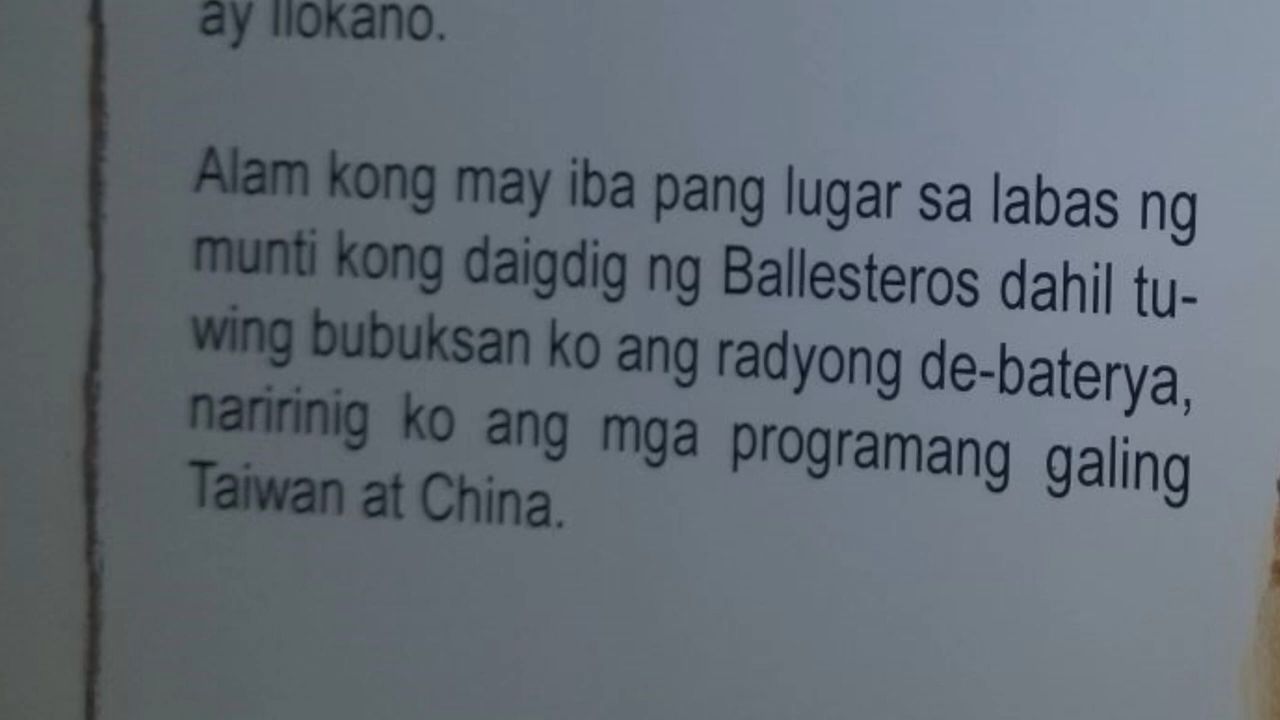 ay Ilokano.
Alam kong may iba pang lugar sa labas ng
munti kong daigdig ng Ballesteros dahil tu-
wing bubuksan ko ang radyong de-baterya,
naririnig ko ang mga programang galing
Taiwan at China.